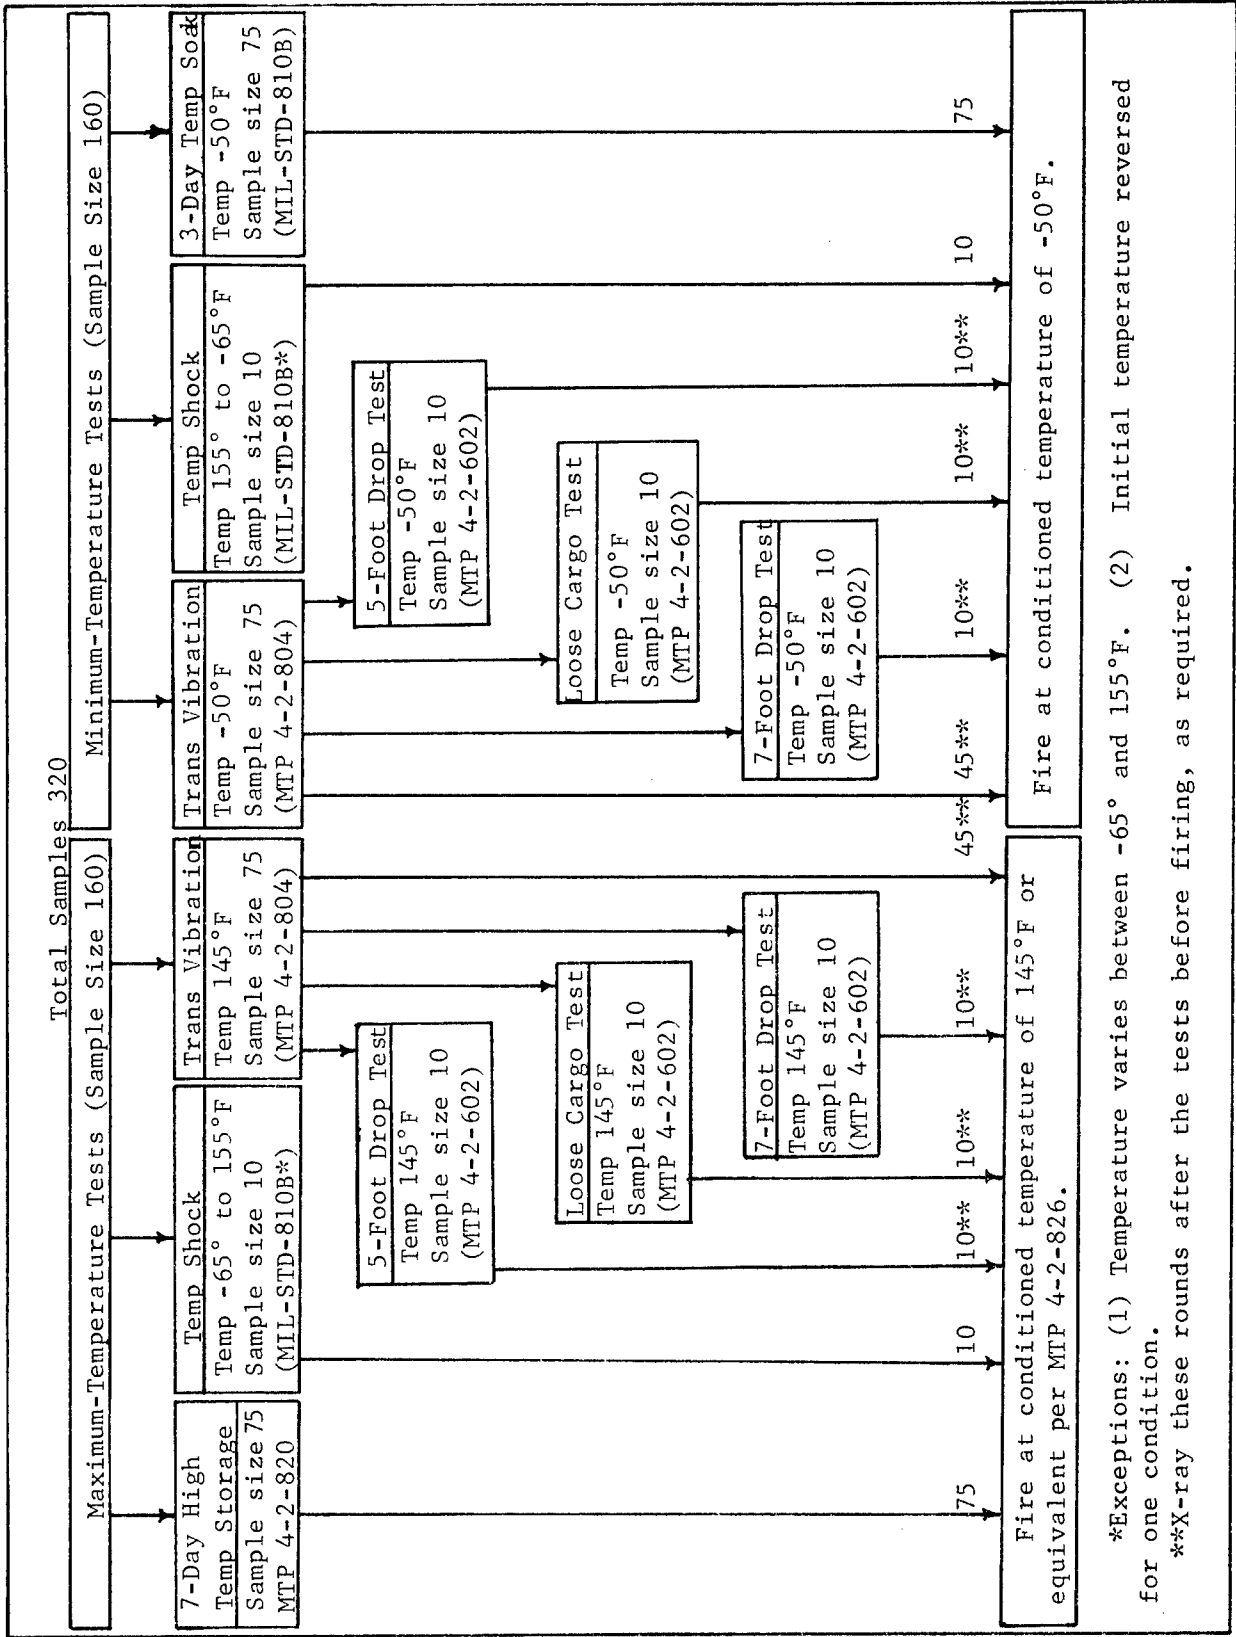 Total Samples 320
Maximum-Temperature Tests (Sample Size 160)
Minimum-Temperature Tests (Sample Size 160)
7-Day High
Temp Storage
Sample size 75
MTP 4-2-820
Temp Shock
Temp -65° to 155°F
Sample size 10
(MIL-STD-810B*)
Trans Vibration
Temp 145°F
Sample size 75
(MTP 4-2-804)
Trans Vibration
Temp -50°F
Sample size 75
(MTP 4-2-804)
Temp Shock
Temp 155° to -65°F
Sample size 10
(MIL-STD-810B*)
3-Day Temp Soak
Temp -50°F
Sample size 75
(MIL-STD-810B)
5-Foot Drop Test
Temp 145°F
Sample size 10
(MTP 4-2-602)
5-Foot Drop Test
Temp -50°F
Sample size 10
(MTP 4-2-602)
Loose Cargo Test
Temp 145°F
Sample size 10
(MTP 4-2-602)
Loose Cargo Test
Temp -50°F
Sample size 10
(MTP 4-2-602)
7-Foot Drop Test
Temp 145°F
Sample size 10
(MTP 4-2-602)
7-Foot Drop Test
Temp -50°F
Sample size 10
(MTP 4-2-602)
75
10
10**
10**
10**
45**
45**
10**
10**
10**
10
75
Fire at conditioned temperature of 145°F or
equivalent per MTP 4-2-826.
Fire at conditioned temperature of -50°F.
*Exceptions: (1) Temperature varies between -65° and 155°F. (2) Initial temperature reversed
for one condition.
**X-ray these rounds after the tests before firing, as required.